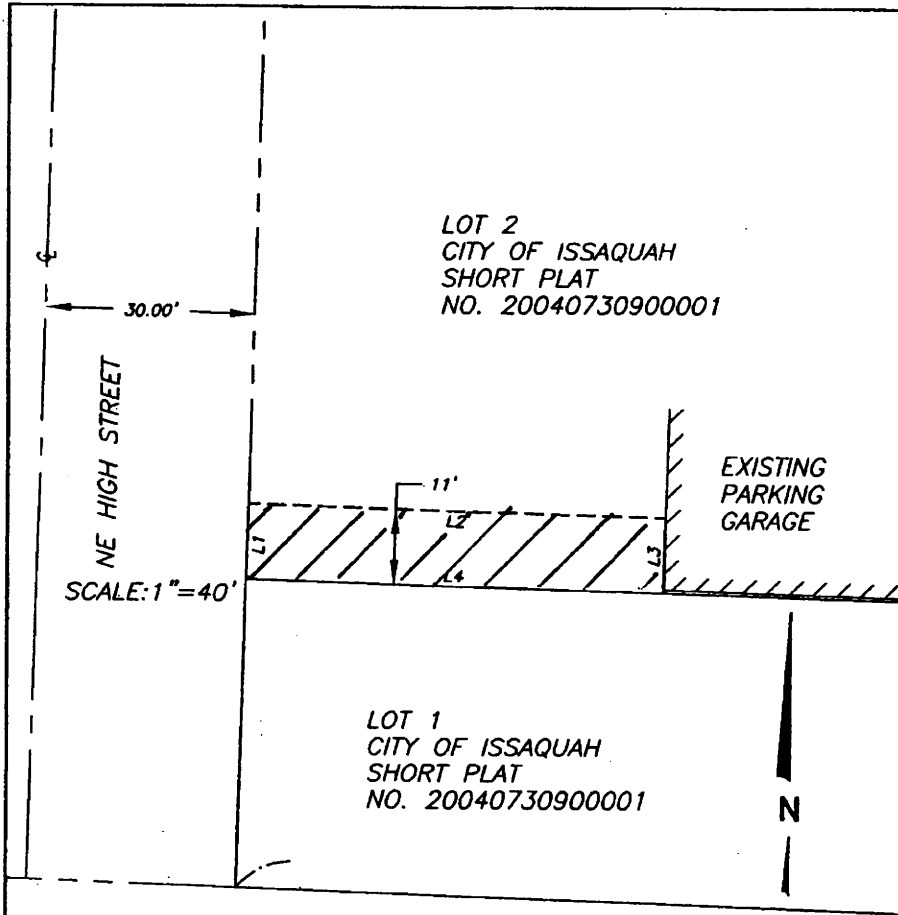 LOT 2
CITY OF ISSAQUAH
SHORT PLAT
NO. 20040730900001
℄
30.00'
NE HIGH STREET
11'
L1
L2
L3
L4
EXISTING
PARKING
GARAGE
SCALE: 1"=40'
LOT 1
CITY OF ISSAQUAH
SHORT PLAT
NO. 20040730900001
N